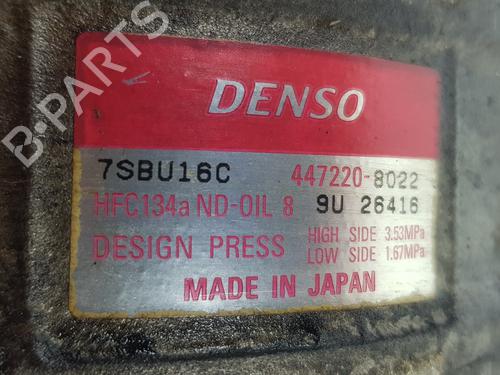 B-PARTS
DENSO
7SBU16C 447220-8022
HFC134a ND-OIL 8 9U 26416
DESIGN PRESS HIGH SIDE 3.53MPa
LOW SIDE 1.67MPa
MADE IN JAPAN
B-PARTS